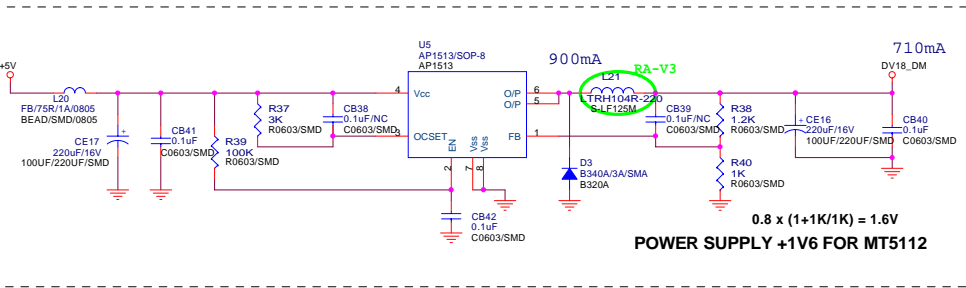 +5V
L20
FB/75R/1A/0805
BEAD/SMD/0805
CE17
220uF/16V
100UF/220UF/SMD
+
CB41
0.1uF
C0603/SMD
R39
100K
R0603/SMD
R37
3K
R0603/SMD
CB38
0.1uF/NC
C0603/SMD
U5
AP1513/SOP-8
AP1513
4
Vcc
3
OCSET
O/P
6
O/P
5
FB
1
EN
2
Vss
7
Vss
8
CB42
0.1uF
C0603/SMD
900mA
RA-V3
L21
LTRH104R-220
S-LF125M
D3
B340A/3A/SMA
B320A
CB39
0.1uF/NC
C0603/SMD
R38
1.2K
R0603/SMD
R40
1K
R0603/SMD
+
CE16
220uF/16V
100UF/220UF/SMD
710mA
DV18_DM
CB40
0.1uF
C0603/SMD
0.8 x (1+1K/1K) = 1.6V
POWER SUPPLY +1V6 FOR MT5112